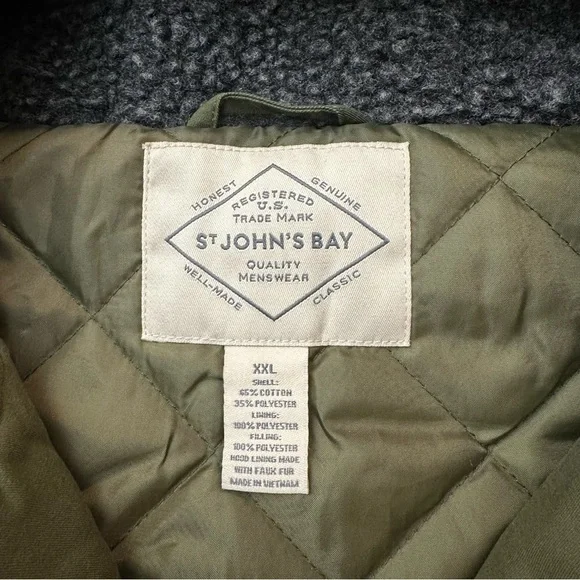 HONEST
GENUINE
REGISTERED
U.S.
TRADE MARK
ST JOHN'S BAY
QUALITY
MENSWEAR
WELL-MADE
CLASSIC
XXL
SHELL:
65% COTTON
35% POLYESTER
LINING:
100% POLYESTER
FILLING:
100% POLYESTER
HOOD LINING MADE
WITH FAUX FUR
MADE IN VIETNAM